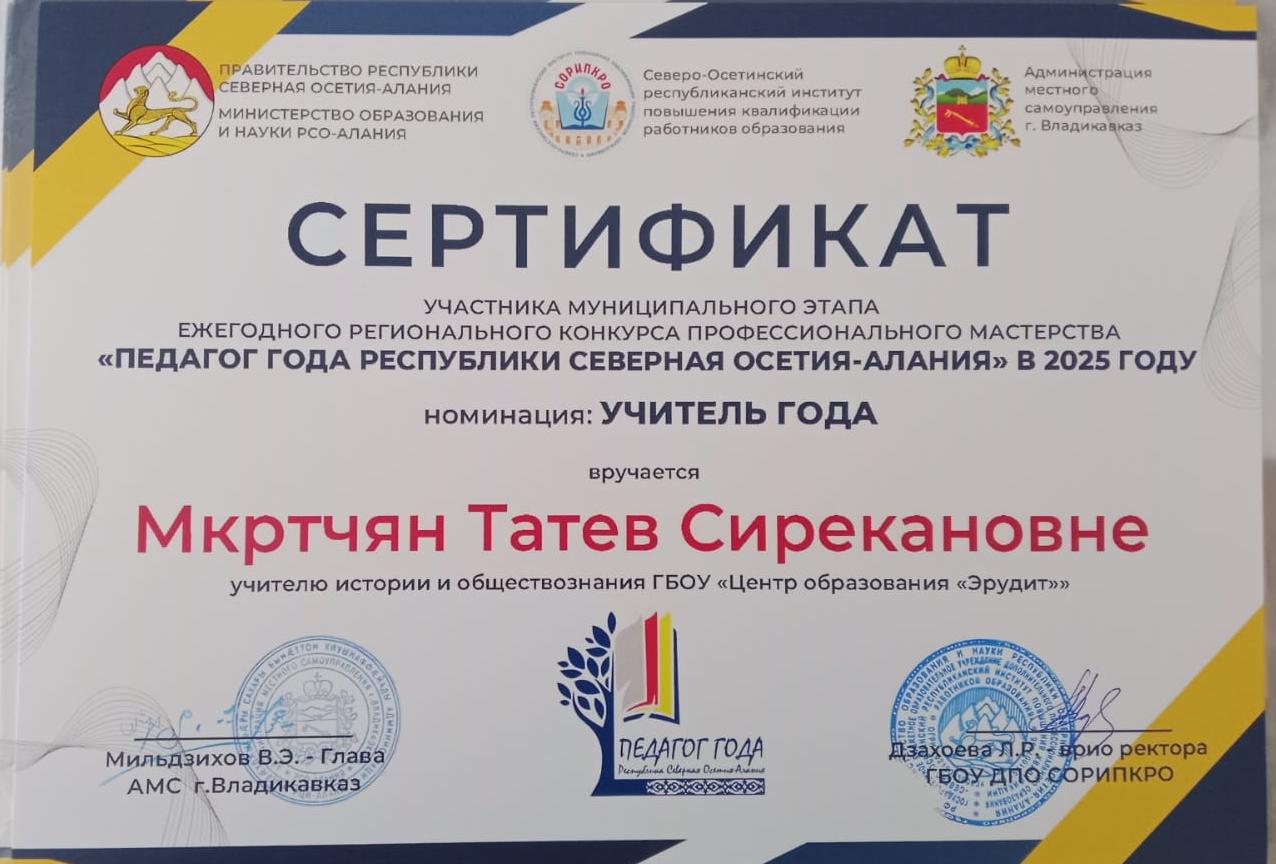 ПРАВИТЕЛЬСТВО РЕСПУБЛИКИ
СЕВЕРНАЯ ОСЕТИЯ-АЛАНИЯ
МИНИСТЕРСТВО ОБРАЗОВАНИЯ
И НАУКИ РСО-АЛАНИЯ
СОРИПКРО
Северо-Осетинский
республиканский институт
повышения квалификации
работников образования
Администрация
местного
самоуправления
г. Владикавказ
СЕРТИФИКАТ
УЧАСТНИКА МУНИЦИПАЛЬНОГО ЭТАПА
ЕЖЕГОДНОГО РЕГИОНАЛЬНОГО КОНКУРСА ПРОФЕССИОНАЛЬНОГО МАСТЕРСТВА
«ПЕДАГОГ ГОДА РЕСПУБЛИКИ СЕВЕРНАЯ ОСЕТИЯ-АЛАНИЯ» В 2025 ГОДУ
номинация: УЧИТЕЛЬ ГОДА
вручается
Мкртчян Татев Сирекановне
учителю истории и обществознания ГБОУ «Центр образования «Эрудит»»
ПЕДАГОГ ГОДА
Республика Северная Осетия-Алания
Мильдзихов В.Э. - Глава
АМС г.Владикавказ
Дзахоева Л.Р. - врио ректора
ГБОУ ДПО СОРИПКРО